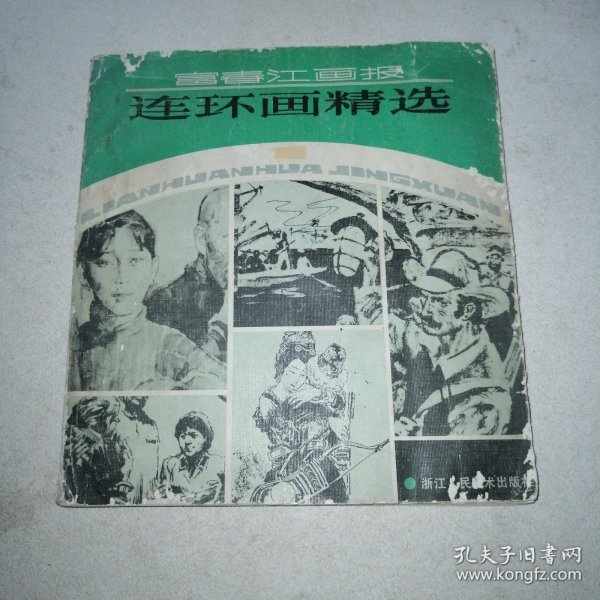 富春江画报
连环画精选
LIANHUANHUA JINGXUAN
浙江人民美术出版社
孔夫子旧书网
www.kongfz.com